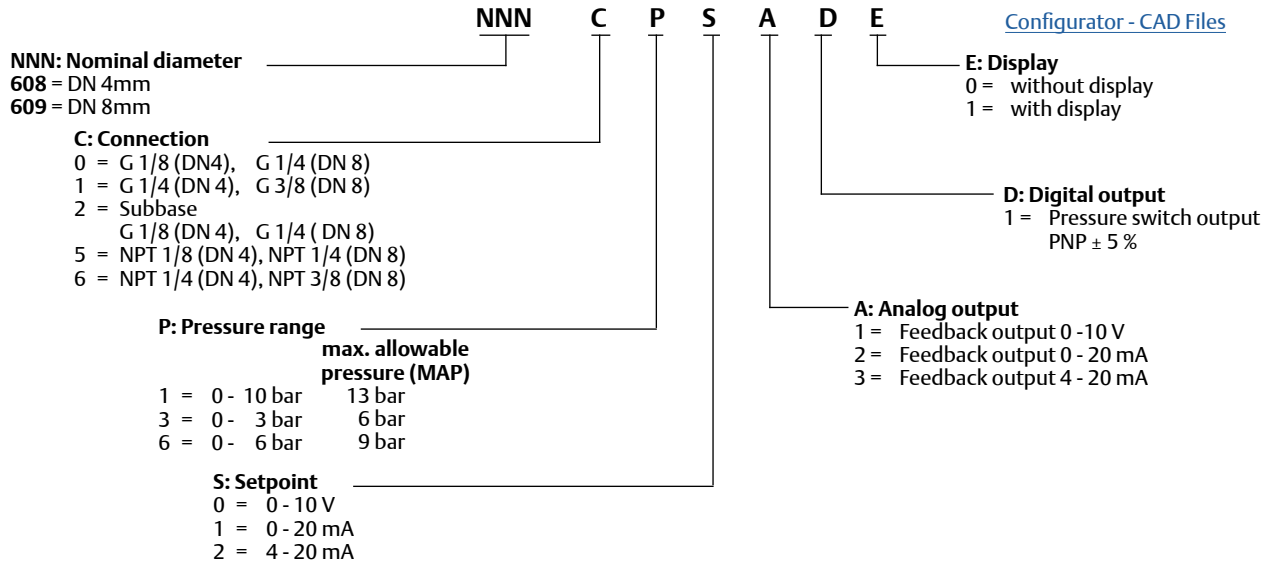 NNN C P S A D E
Configurator - CAD Files
NNN: Nominal diameter
608 = DN 4mm
609 = DN 8mm
C: Connection
0 = G 1/8 (DN4), G 1/4 (DN 8)
1 = G 1/4 (DN 4), G 3/8 (DN 8)
2 = Subbase
G 1/8 (DN 4), G 1/4 ( DN 8)
5 = NPT 1/8 (DN 4), NPT 1/4 (DN 8)
6 = NPT 1/4 (DN 4), NPT 3/8 (DN 8)
P: Pressure range
max. allowable
pressure (MAP)
1 = 0 - 10 bar 13 bar
3 = 0 - 3 bar 6 bar
6 = 0 - 6 bar 9 bar
S: Setpoint
0 = 0 - 10 V
1 = 0 - 20 mA
2 = 4 - 20 mA
E: Display
0 = without display
1 = with display
D: Digital output
1 = Pressure switch output
PNP ± 5 %
A: Analog output
1 = Feedback output 0 -10 V
2 = Feedback output 0 - 20 mA
3 = Feedback output 4 - 20 mA